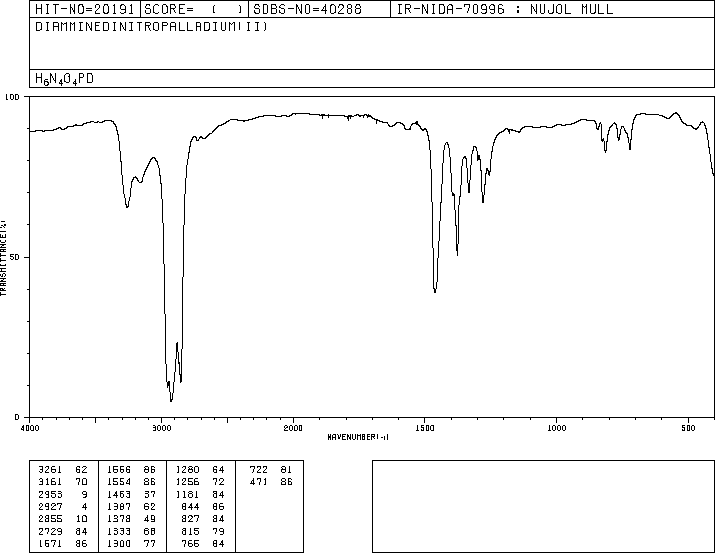 HIT-NO=20191 SCORE= ( ) SDBS-NO=40288 IR-NIDA-70996 : NUJOL MULL
DIAMMINEDINITROPALLADIUM(II)
H6N4O4PD
100
50
0
TRANSMITTANCE(%)
4000 3000 2000 1500 1000 500
WAVENUMBER(-1)
3261 62 1566 86 1280 64 722 81
3161 70 1554 86 1256 72 471 86
2953 9 1463 37 1181 84
2927 4 1387 62 844 86
2855 10 1378 49 827 84
2729 84 1333 68 815 79
1671 86 1300 77 766 84